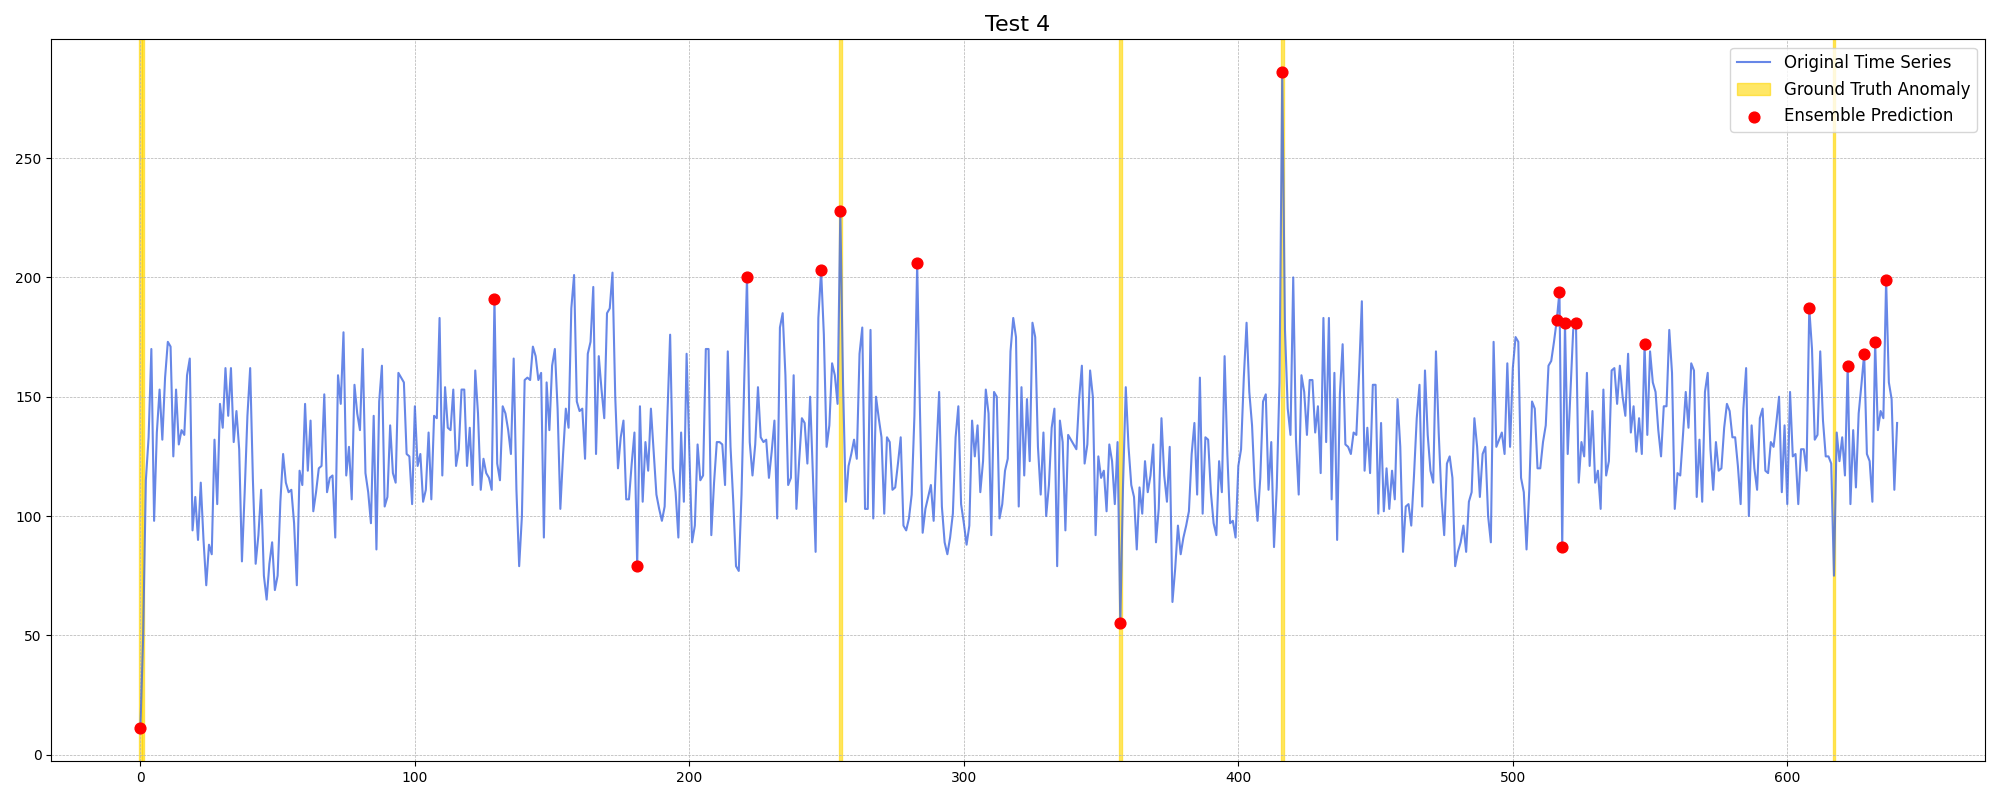 Test 4
Original Time Series
Ground Truth Anomaly
Ensemble Prediction
250
200
150
100
50
0
0 100 200 300 400 500 600